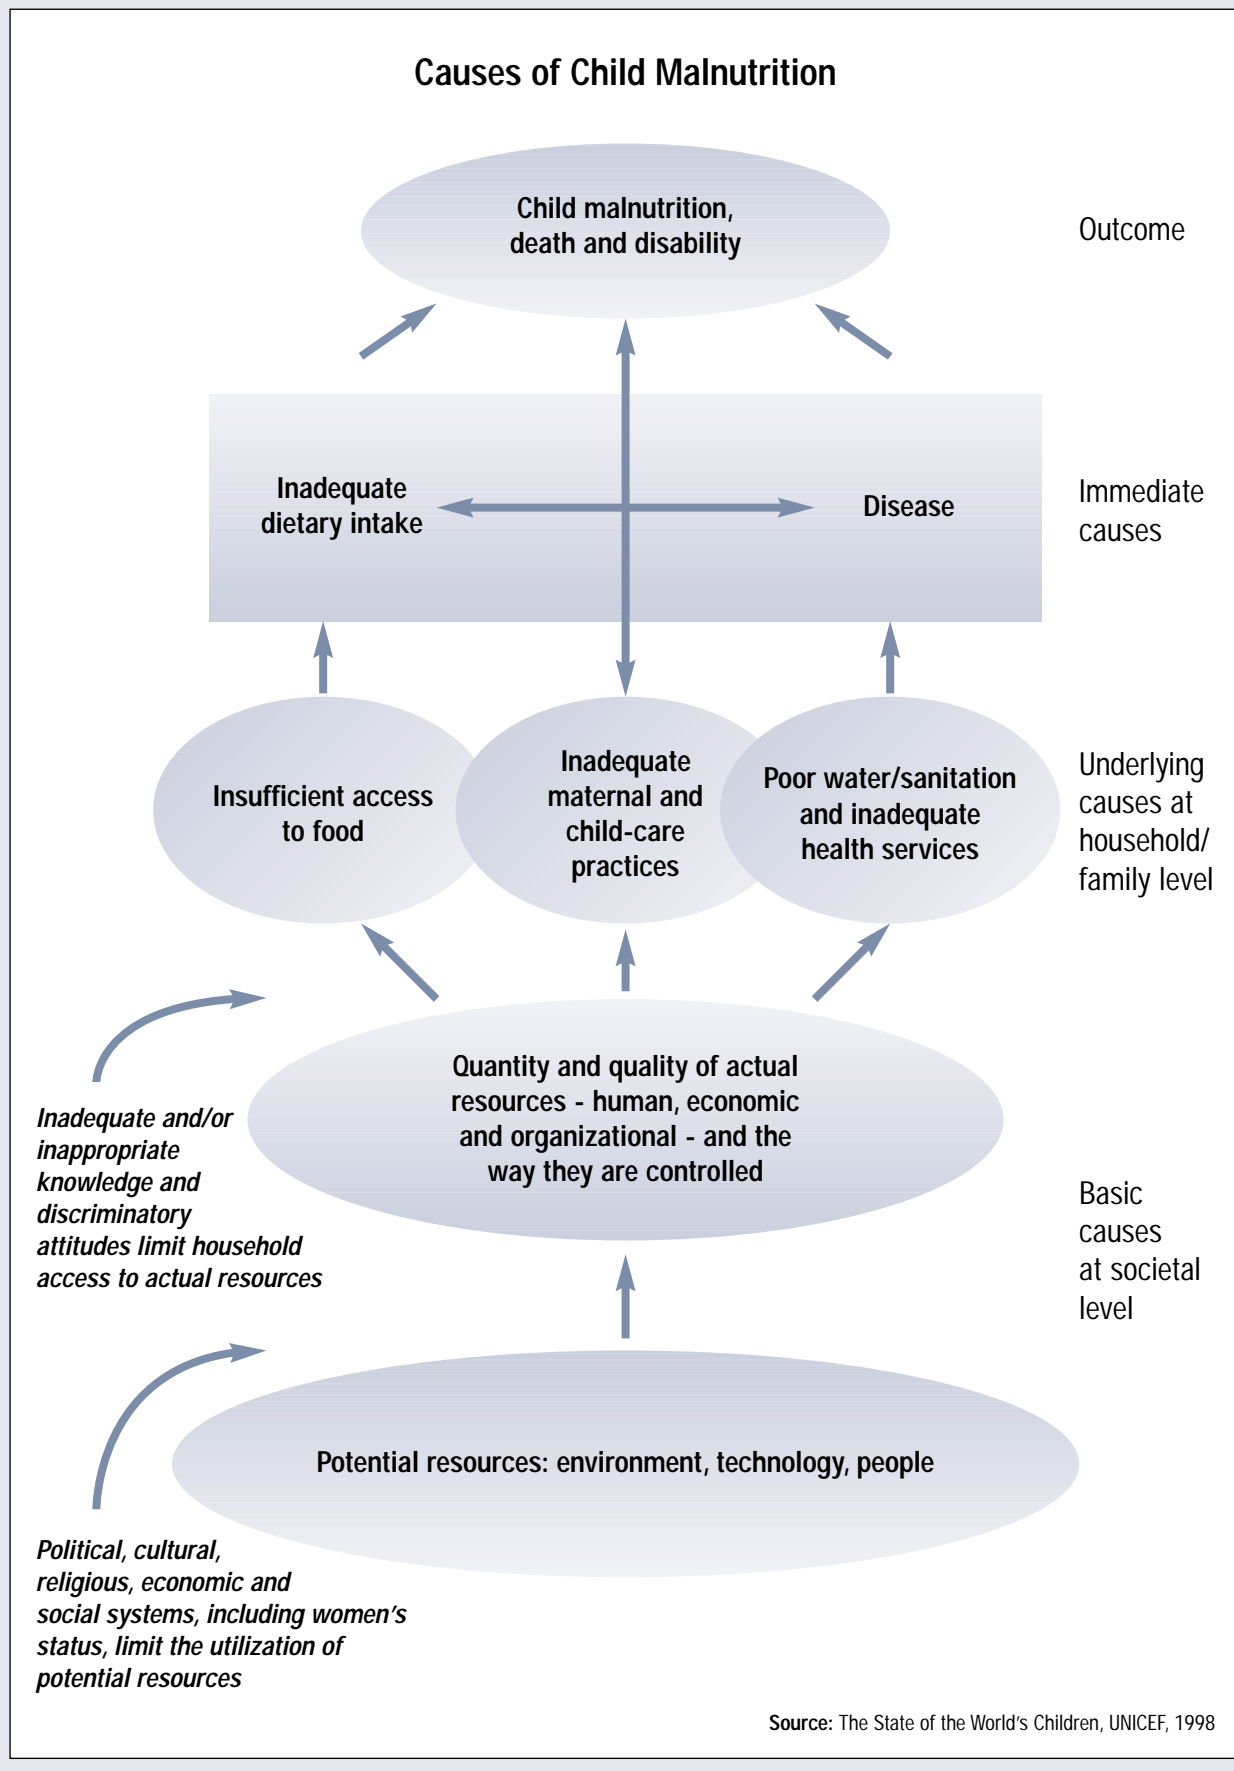 Causes of Child Malnutrition
Child malnutrition,
death and disability
Outcome
Inadequate
dietary intake
Disease
Immediate
causes
Insufficient access
to food
Inadequate
maternal and
child-care
practices
Poor water/sanitation
and inadequate
health services
Underlying
causes at
household/
family level
Quantity and quality of actual
resources - human, economic
and organizational - and the
way they are controlled
Inadequate and/or
inappropriate
knowledge and
discriminatory
attitudes limit household
access to actual resources
Basic
causes
at societal
level
Potential resources: environment, technology, people
Political, cultural,
religious, economic and
social systems, including women's
status, limit the utilization of
potential resources
Source: The State of the World's Children, UNICEF, 1998